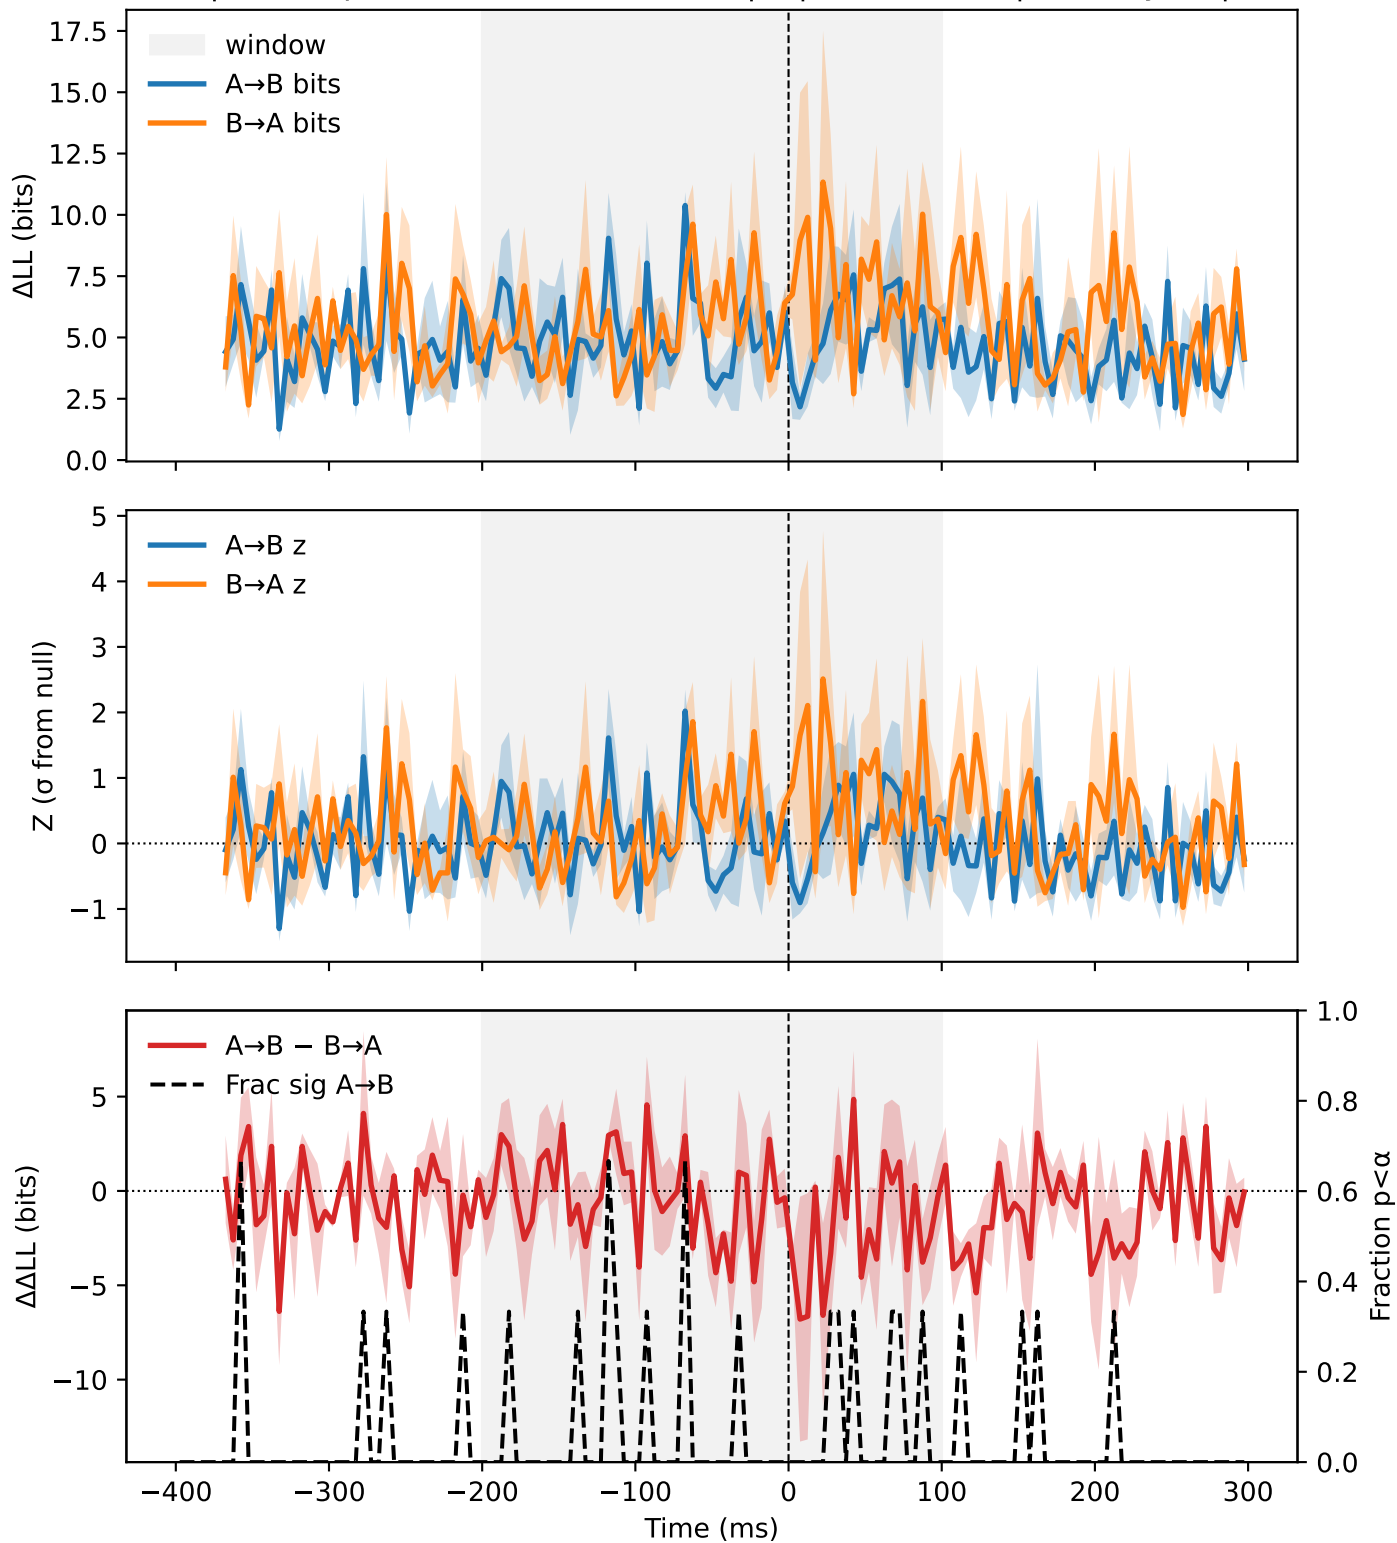 17.5
15.0
12.5
10.0
7.5
5.0
2.5
0.0
ΔLL (bits)
window
A→B bits
B→A bits
5
4
3
2
1
0
−1
Z (σ from null)
A→B z
B→A z
5
0
−5
−10
ΔΔLL (bits)
A→B − B→A
Frac sig A→B
1.0
0.8
0.6
0.4
0.2
0.0
Fraction p<α
−400
−300
−200
−100
0
100
200
300
Time (ms)